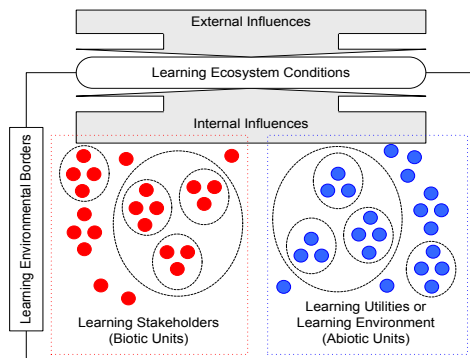 External Influences
Learning Ecosystem Conditions
Internal Influences
Learning Environmental Borders
Learning Stakeholders
(Biotic Units)
Learning Utilities or
Learning Environment
(Abiotic Units)